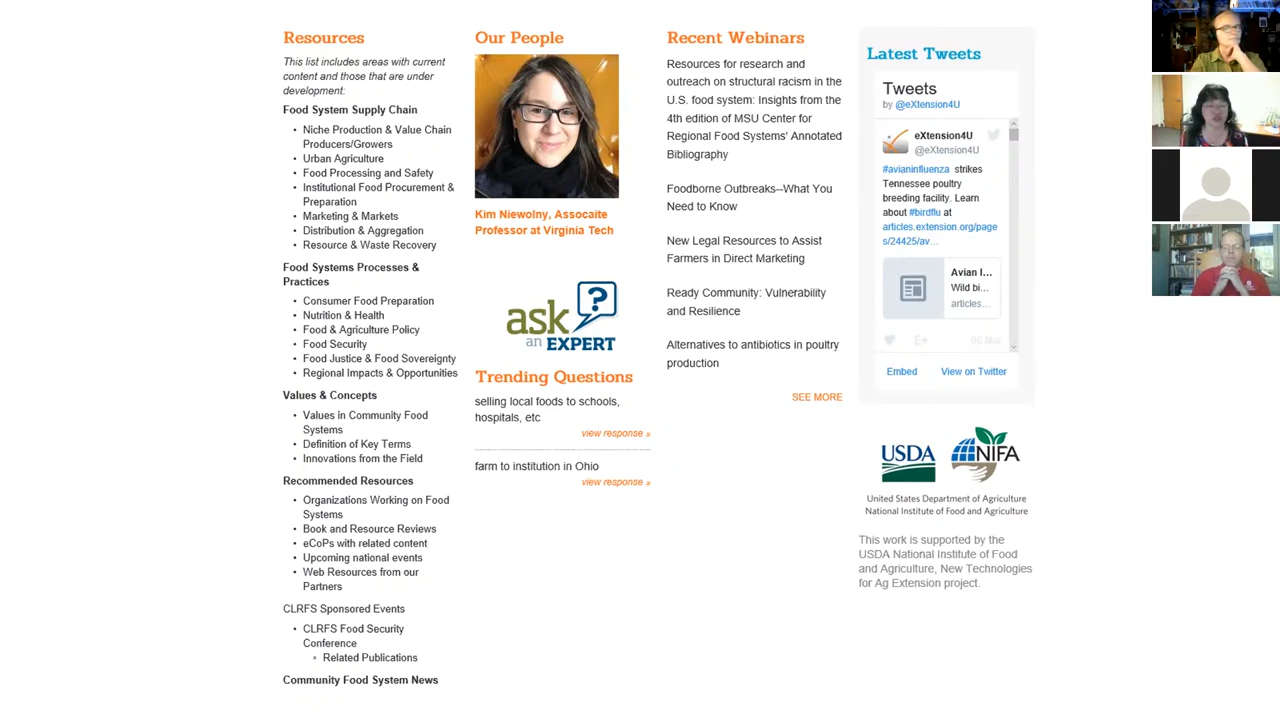 Resources
This list includes areas with current
content and those that are under
development:
Food System Supply Chain
• Niche Production & Value Chain
Producers/Growers
• Urban Agriculture
• Food Processing and Safety
• Institutional Food Procurement &
Preparation
• Marketing & Markets
• Distribution & Aggregation
• Resource & Waste Recovery
Food Systems Processes &
Practices
• Consumer Food Preparation
• Nutrition & Health
• Food & Agriculture Policy
• Food Security
• Food Justice & Food Sovereignty
• Regional Impacts & Opportunities
Values & Concepts
• Values in Community Food
Systems
• Definition of Key Terms
• Innovations from the Field
Recommended Resources
• Organizations Working on Food
Systems
• Book and Resource Reviews
• eCoPs with related content
• Upcoming national events
• Web Resources from our
Partners
CLRFS Sponsored Events
• CLRFS Food Security
Conference
• Related Publications
Community Food System News
Our People
Kim Niewolny, Assocaite
Professor at Virginia Tech
ask ?
an EXPERT
Trending Questions
selling local foods to schools,
hospitals, etc
view response »
farm to institution in Ohio
view response »
Recent Webinars
Resources for research and
outreach on structural racism in the
U.S. food system: Insights from the
4th edition of MSU Center for
Regional Food Systems' Annotated
Bibliography
Foodborne Outbreaks--What You
Need to Know
New Legal Resources to Assist
Farmers in Direct Marketing
Ready Community: Vulnerability
and Resilience
Alternatives to antibiotics in poultry
production
SEE MORE
Latest Tweets
Tweets
by @eXtension4U
eXtension4U
@eXtension4U
#avianinfluenza strikes
Tennessee poultry
breeding facility. Learn
about #birdflu at
articles.extension.org/page
s/24425/av…
Avian I...
Wild bi...
articles...
06 Mar
Embed
View on Twitter
USDA NIFA
United States Department of Agriculture
National Institute of Food and Agriculture
This work is supported by the
USDA National Institute of Food
and Agriculture, New Technologies
for Ag Extension project.